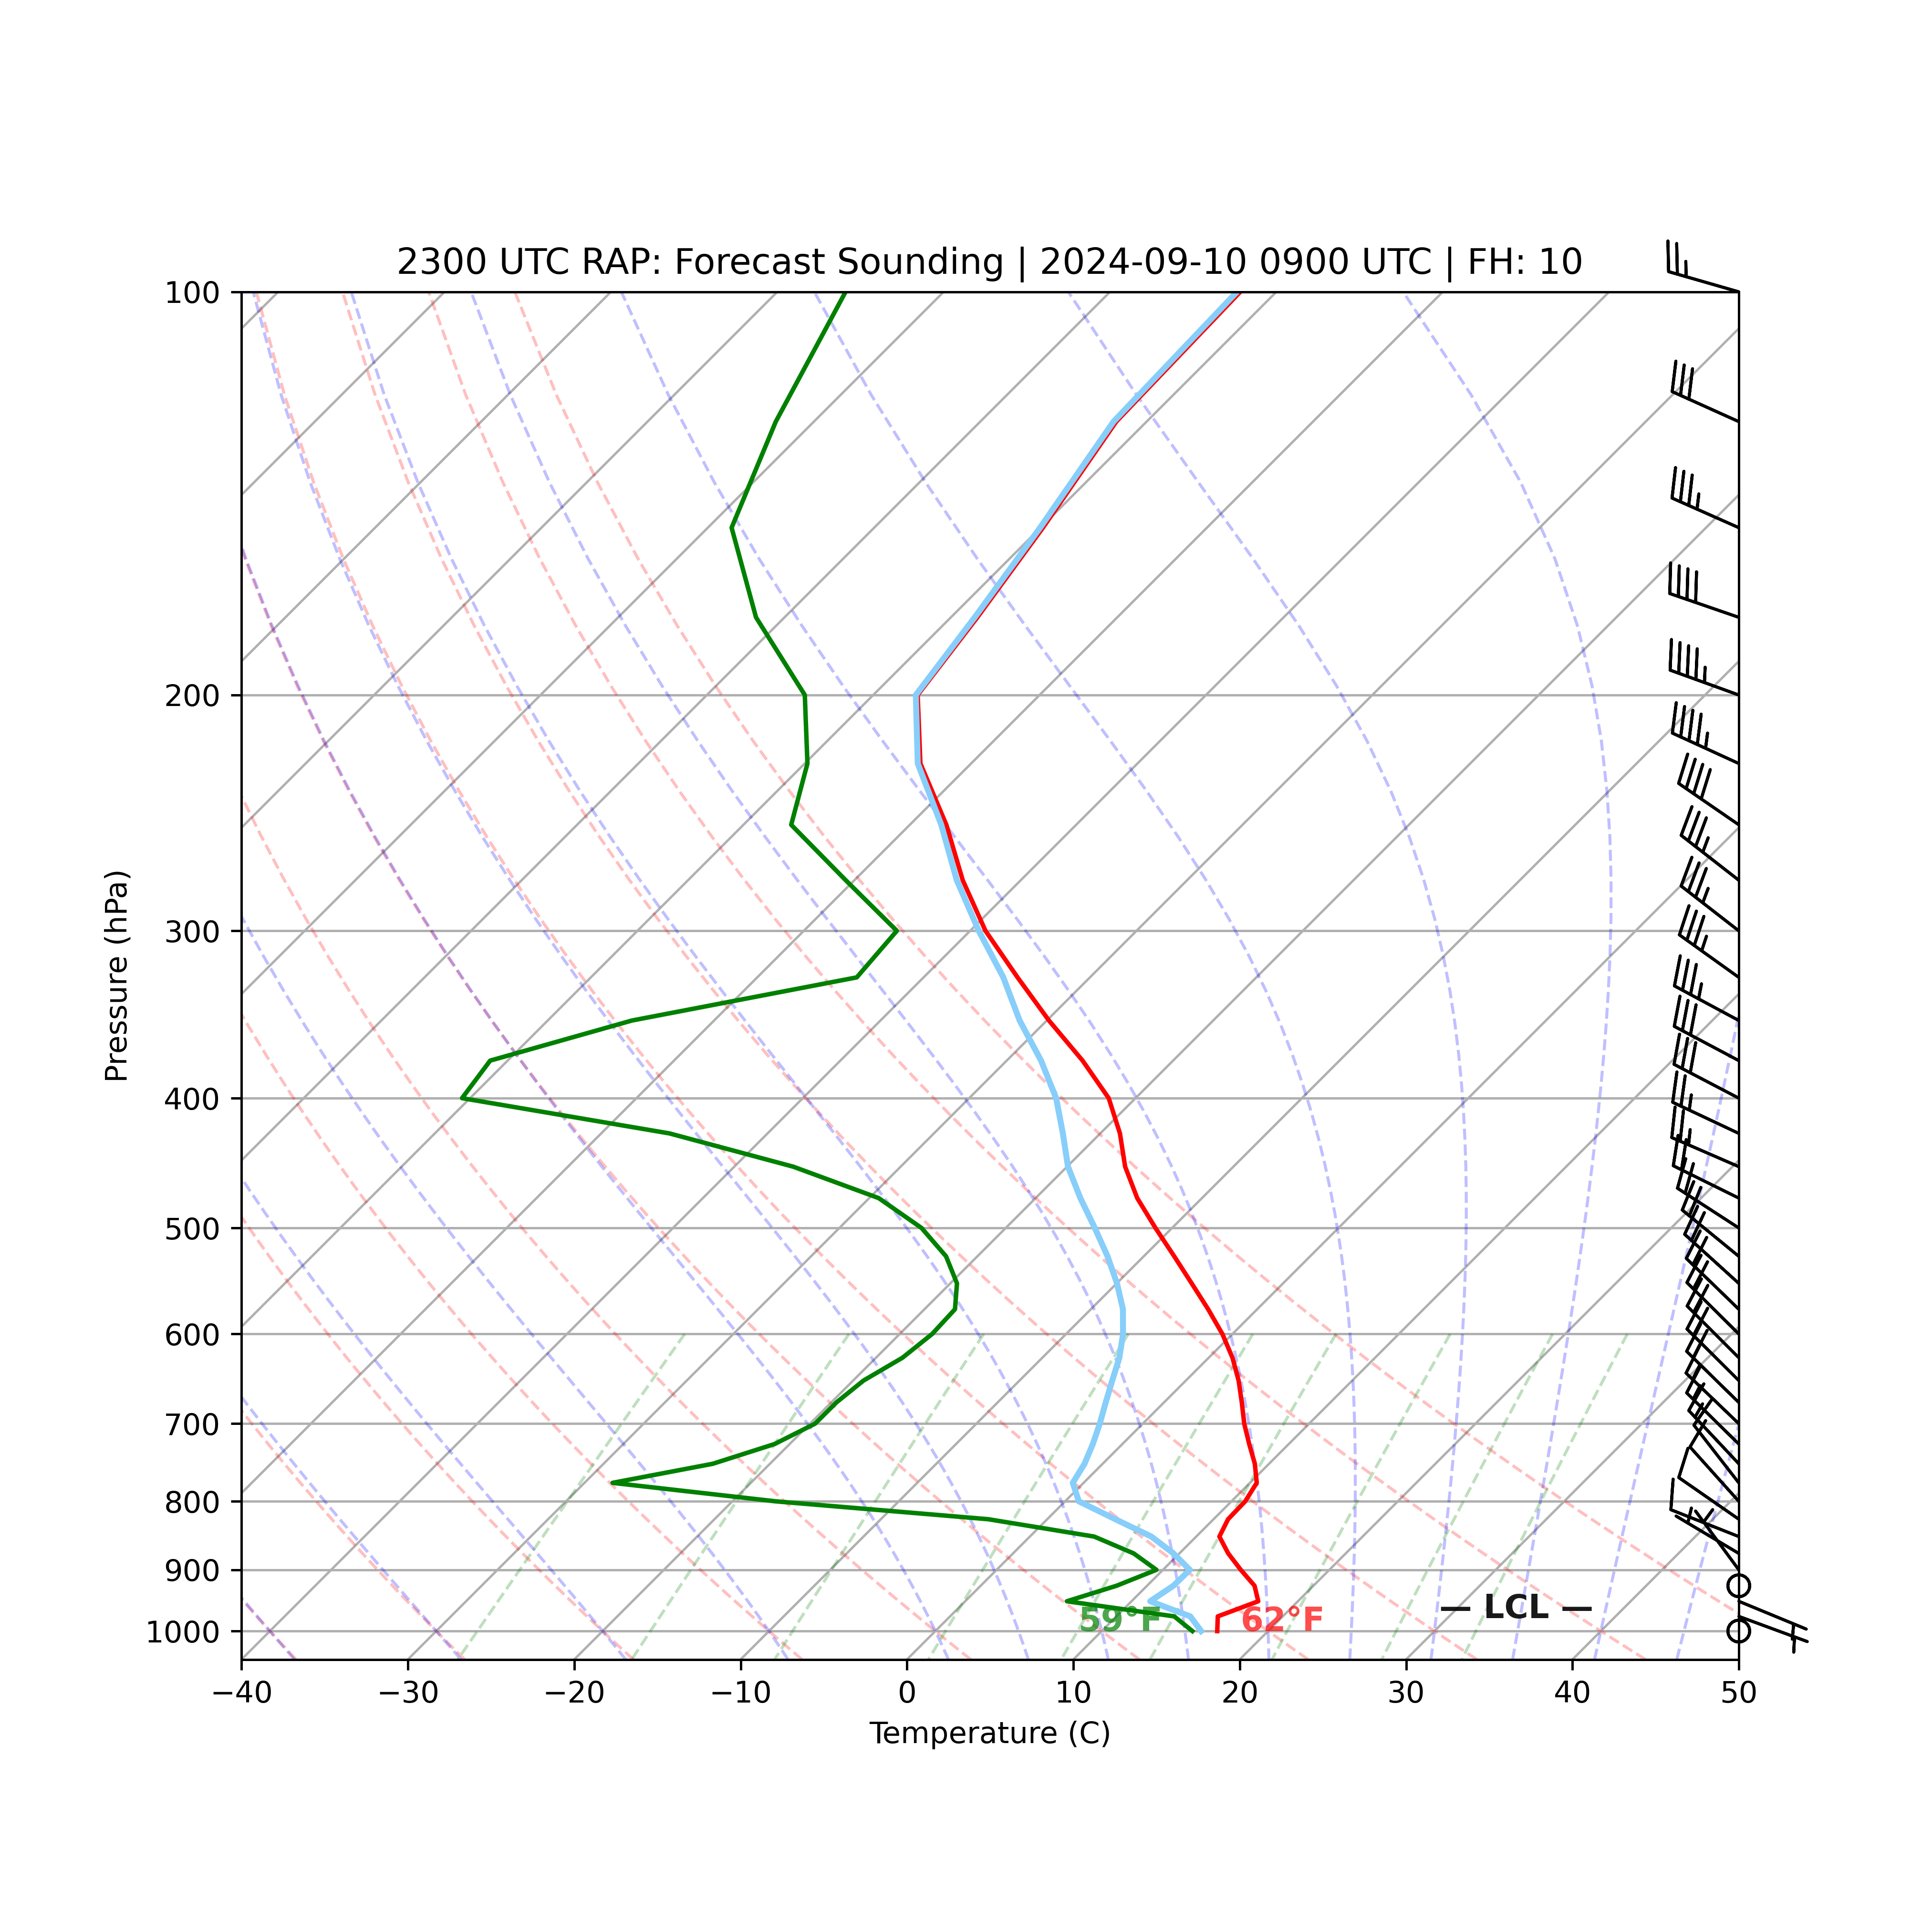 2300 UTC RAP: Forecast Sounding | 2024-09-10 0900 UTC | FH: 10
100
200
300
400
500
600
700
800
900
1000
Pressure (hPa)
59°F
62°F
— LCL —
−40 −30 −20 −10 0 10 20 30 40 50
Temperature (C)